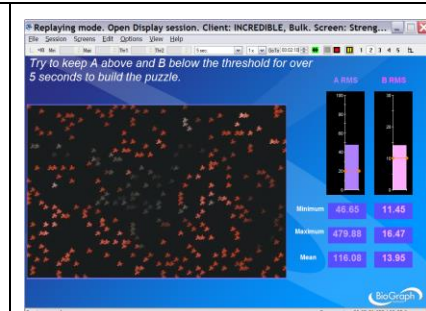 Replaying mode. Open Display session. Client: INCREDIBLE, Bulk. Screen: Streng...
File Session Screens Edit Options View Help
Try to keep A above and B below the threshold for over
5 seconds to build the puzzle.
A RMS B RMS
Minimum 46.65 11.45
Maximum 479.88 16.47
Mean 116.08 13.95
BioGraph